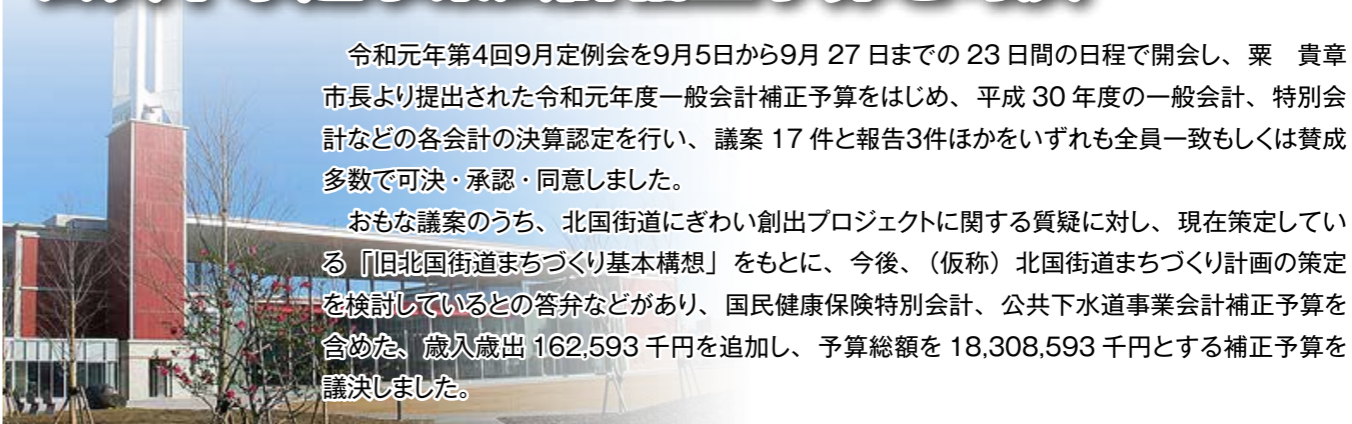 令和元年第4回9月定例会を9月5日から9月 27 日までの 23 日間の日程で開会し、粟　貴章
市長より提出された令和元年度一般会計補正予算をはじめ、平成 30 年度の一般会計、特別会
計などの各会計の決算認定を行い、議案 17 件と報告3件ほかをいずれも全員一致もしくは賛成
多数で可決・承認・同意しました。
おもな議案のうち、北国街道にぎわい創出プロジェクトに関する質疑に対し、現在策定してい
る「旧北国街道まちづくり基本構想」をもとに、今後、（仮称）北国街道まちづくり計画の策定
を検討しているとの答弁などがあり、国民健康保険特別会計、公共下水道事業会計補正予算を
含めた、歳入歳出 162,593 千円を追加し、予算総額を 18,308,593 千円とする補正予算を
議決しました。